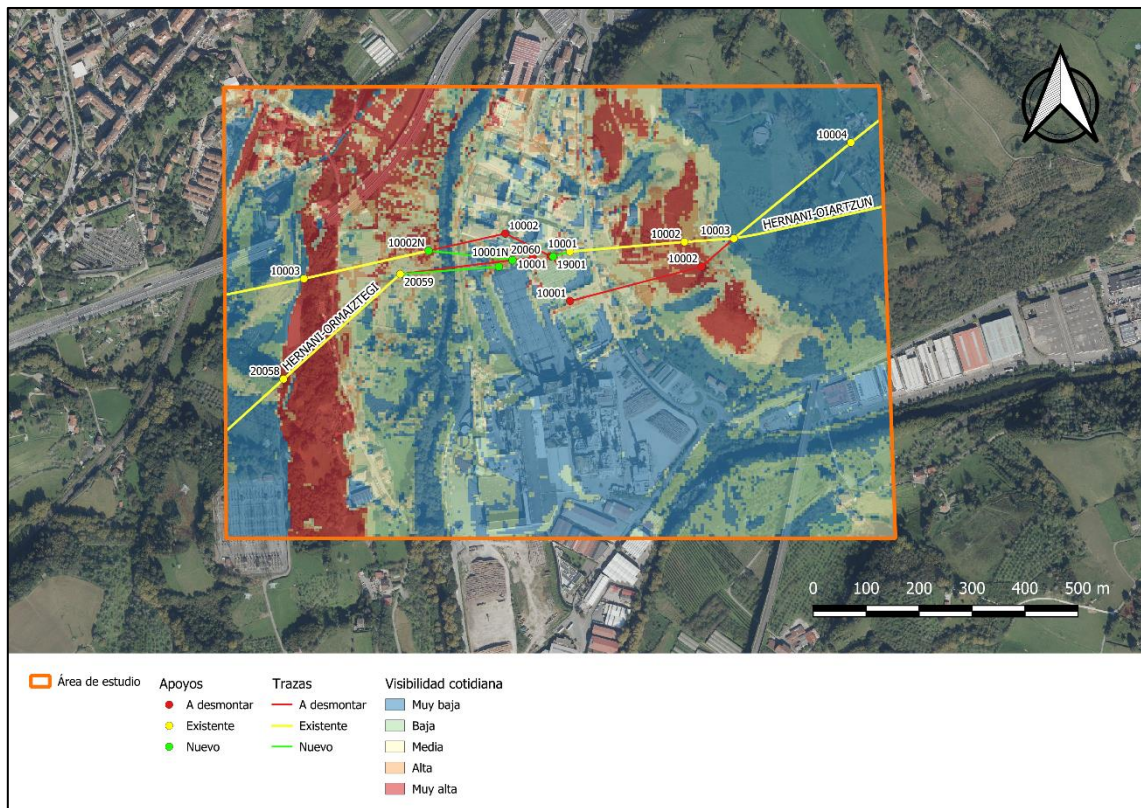 10004
HERNANI-OIARTZUN
10002
10001
10002
10003
10002N
10001N
20060
10003
20059
10001
19001
10002
10001
HERNANI-ORMAIZTEGI
20058
0 100 200 300 400 500 m
Área de estudio
Apoyos
A desmontar
Existente
Nuevo
Trazas
A desmontar
Existente
Nuevo
Visibilidad cotidiana
Muy baja
Baja
Media
Alta
Muy alta